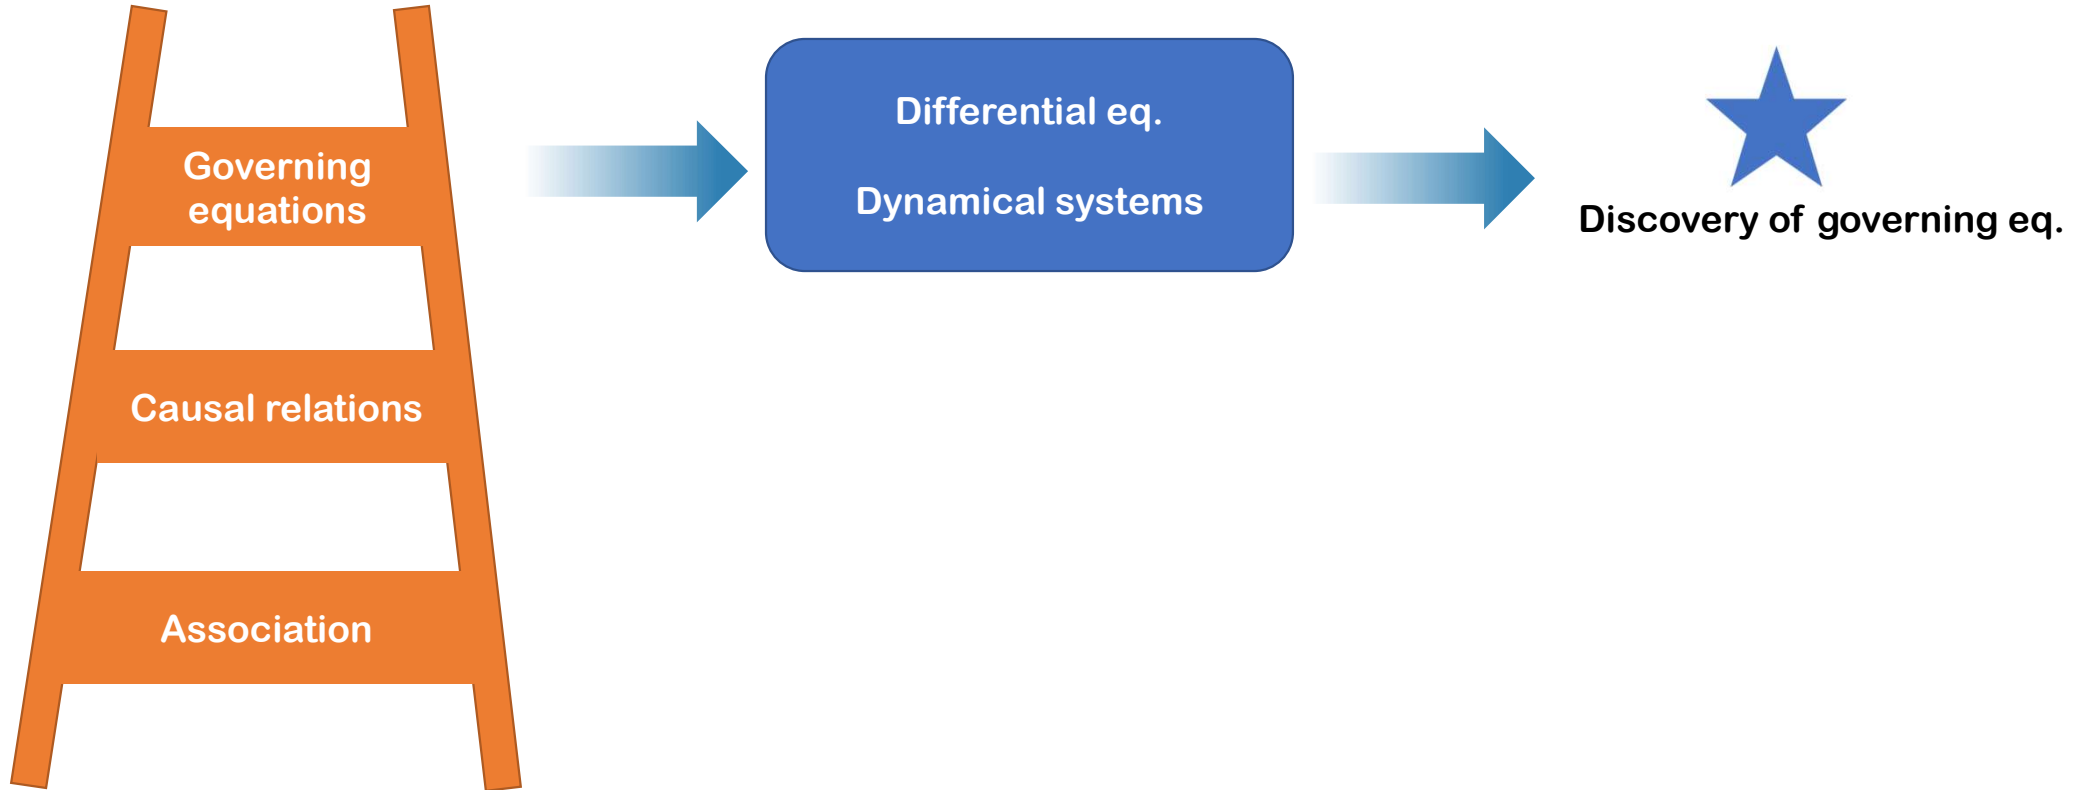 Governing
equations
Differential eq.
Dynamical systems
Discovery of governing eq.
Causal relations
Association